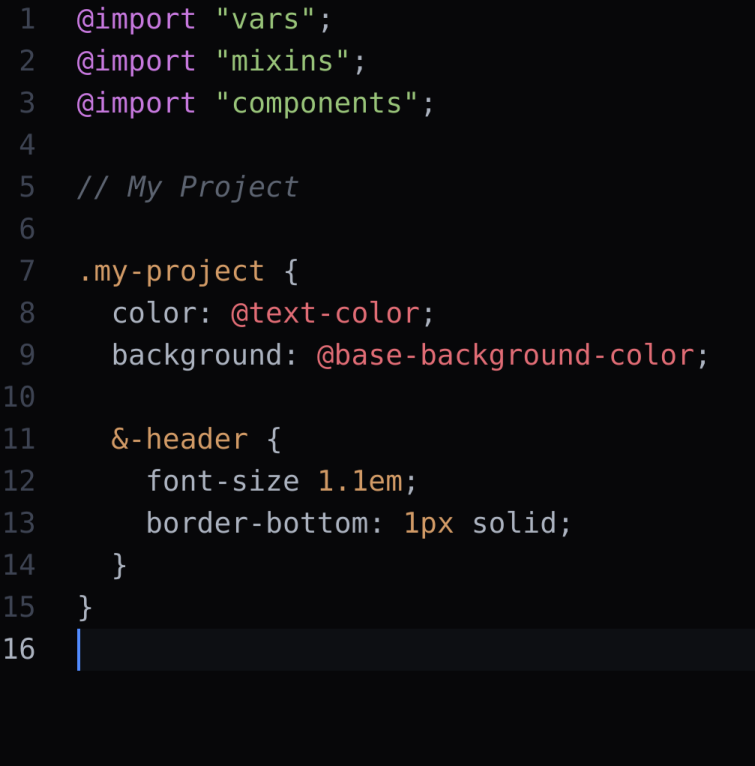 1 @import "vars";
2 @import "mixins";
3 @import "components";
4
5 // My Project
6
7 .my-project {
8   color: @text-color;
9   background: @base-background-color;
10
11   &-header {
12     font-size 1.1em;
13     border-bottom: 1px solid;
14   }
15 }
16